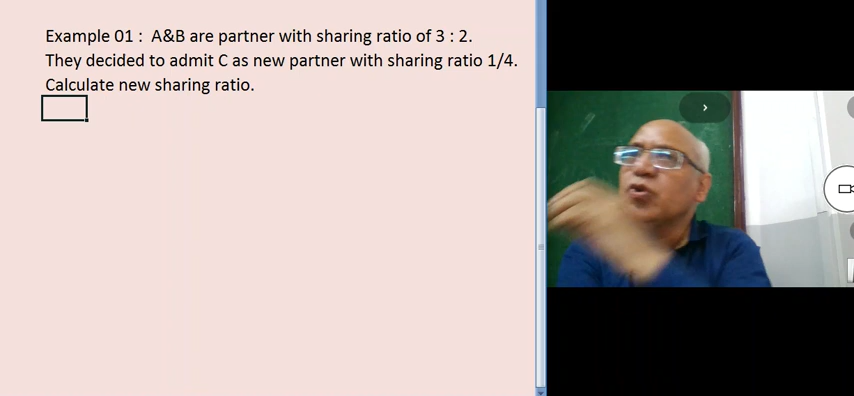 Example 01 :  A&B are partner with sharing ratio of 3 : 2.
They decided to admit C as new partner with sharing ratio 1/4.
Calculate new sharing ratio.